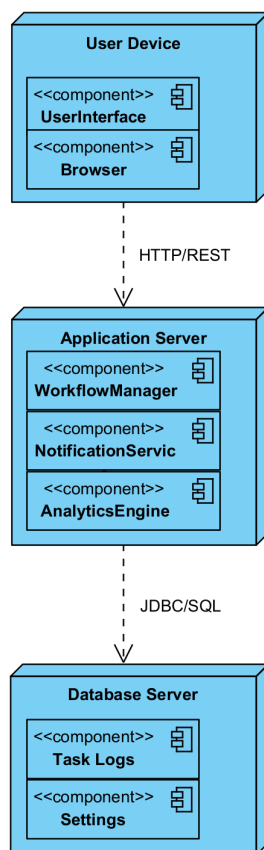 User Device
<<component>>
UserInterface
<<component>>
Browser
HTTP/REST
Application Server
<<component>>
WorkflowManager
<<component>>
NotificationServic
<<component>>
AnalyticsEngine
JDBC/SQL
Database Server
<<component>>
Task Logs
<<component>>
Settings